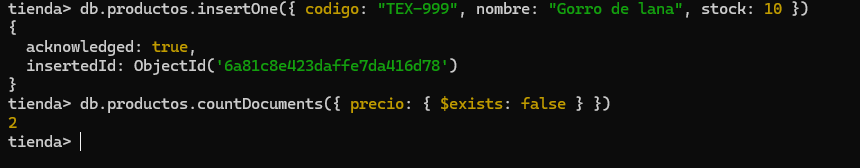 tienda> db.productos.insertOne({ codigo: "TEX-999", nombre: "Gorro de lana", stock: 10 })
{
  acknowledged: true,
  insertedId: ObjectId('6a81c8e423daffe7da416d78')
}
tienda> db.productos.countDocuments({ precio: { $exists: false } })
2
tienda>